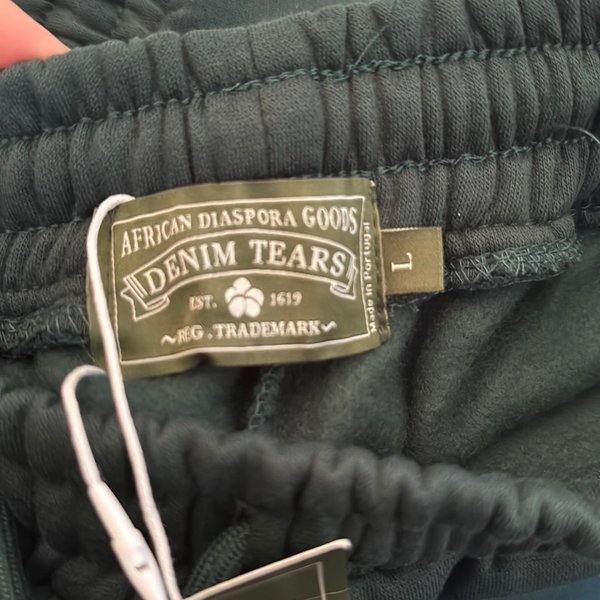 AFRICAN DIASPORA GOODS
DENIM TEARS
EST. 1619
~REG. TRADEMARK~
Made in Portugal
L